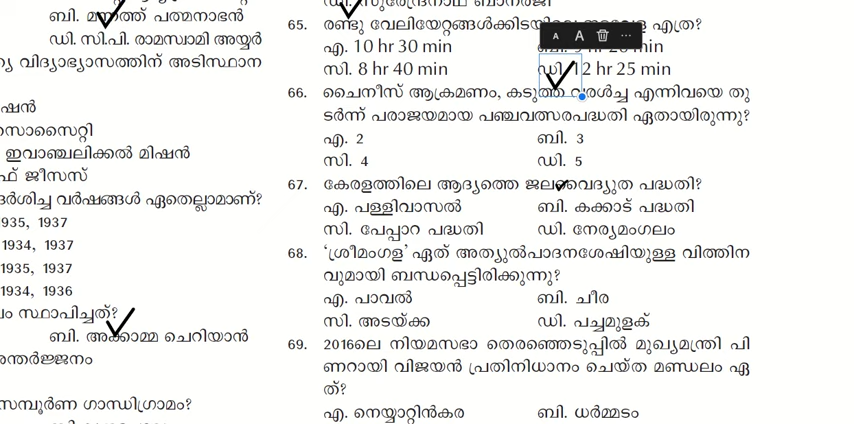 ബി. മന്നത്ത് പത്മനാഭൻ
ഡി. സി.പി. രാമസ്വാമി അയ്യർ
വിദ്യാഭ്യാസത്തിന് അടിസ്ഥാന
ഇവാഞ്ചലിക്കൽ മിഷൻ
ജീസസ്
വർഷങ്ങൾ ഏതെല്ലാമാണ്?
1935, 1937
1934, 1937
1935, 1937
1934, 1936
സ്ഥാപിച്ചത്?
ബി. അക്കാമ്മ ചെറിയാൻ
സമ്പൂർണ ഗാന്ധിഗ്രാമം?
ഡി. സുരേന്ദ്രനാഥ് ബാനർജി
65. രണ്ടു വേലിയേറ്റങ്ങൾക്കിടയിലെ എത്ര?
എ. 10 hr 30 min
സി. 8 hr 40 min ഡി. 12 hr 25 min
66. ചൈനീസ് ആക്രമണം, കടുത്ത വരൾച്ച എന്നിവയെ തു
ടർന്ന് പരാജയമായ പഞ്ചവത്സരപദ്ധതി ഏതായിരുന്നു?
എ. 2 ബി. 3
സി. 4 ഡി. 5
67. കേരളത്തിലെ ആദ്യത്തെ ജലവൈദ്യുത പദ്ധതി?
എ. പള്ളിവാസൽ ബി. കക്കാട് പദ്ധതി
സി. പേപ്പാറ പദ്ധതി ഡി. നേര്യമംഗലം
68. ‘ശ്രീമംഗള’ ഏത് അത്യുൽപാദനശേഷിയുള്ള വിത്തിന
വുമായി ബന്ധപ്പെട്ടിരിക്കുന്നു?
എ. പാവൽ ബി. ചീര
സി. അടയ്ക്ക ഡി. പച്ചമുളക്
69. 2016ലെ നിയമസഭാ തെരഞ്ഞെടുപ്പിൽ മുഖ്യമന്ത്രി പി
ണറായി വിജയൻ പ്രതിനിധാനം ചെയ്ത മണ്ഡലം ഏ
ത്?
എ. നെയ്യാറ്റിൻകര ബി. ധർമ്മടം